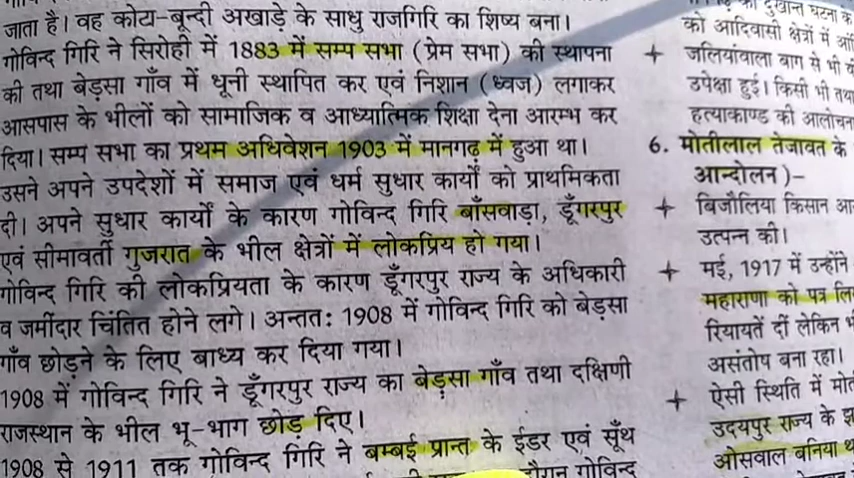 जाता है। वह कोटा-बून्दी अखाड़े के साधु राजगिरि का शिष्य बना।
गोविन्द गिरि ने सिरोही में 1883 में सम्प सभा (प्रेम सभा) की स्थापना
की तथा बेड़सा गाँव में धूनी स्थापित कर एवं निशान (ध्वज) लगाकर
आसपास के भीलों को सामाजिक व आध्यात्मिक शिक्षा देना आरम्भ कर
दिया। सम्प सभा का प्रथम अधिवेशन 1903 में मानगढ़ में हुआ था।
उसने अपने उपदेशों में समाज एवं धर्म सुधार कार्यों को प्राथमिकता
दी। अपने सुधार कार्यों के कारण गोविन्द गिरि बाँसवाड़ा, डूँगरपुर
एवं सीमावर्ती गुजरात के भील क्षेत्रों में लोकप्रिय हो गया।
गोविन्द गिरि की लोकप्रियता के कारण डूँगरपुर राज्य के अधिकारी
व जमींदार चिंतित होने लगे। अन्ततः 1908 में गोविन्द गिरि को बेड़सा
गाँव छोड़ने के लिए बाध्य कर दिया गया।
1908 में गोविन्द गिरि ने डूँगरपुर राज्य का बेड़सा गाँव तथा दक्षिणी
राजस्थान के भील भू-भाग छोड़ दिए।
1908 से 1911 तक गोविन्द गिरि ने बम्बई प्रान्त के ईडर एवं सूँथ
दौरान गोविन्द
दुखान्त घटना के
को आदिवासी क्षेत्रों में
+ जलियांवाला बाग से भी
उपेक्षा हुई। किसी भी
हत्याकाण्ड की
6. मोतीलाल तेजावत के
आन्दोलन)-
+ बिजौलिया किसान
उत्पन्न की।
+ मई, 1917 में उन्होंने
महाराणा को पत्र
रियायतें दीं लेकिन
असंतोष बना रहा।
+ ऐसी स्थिति में
उदयपुर राज्य के
ओसवाल बनिया